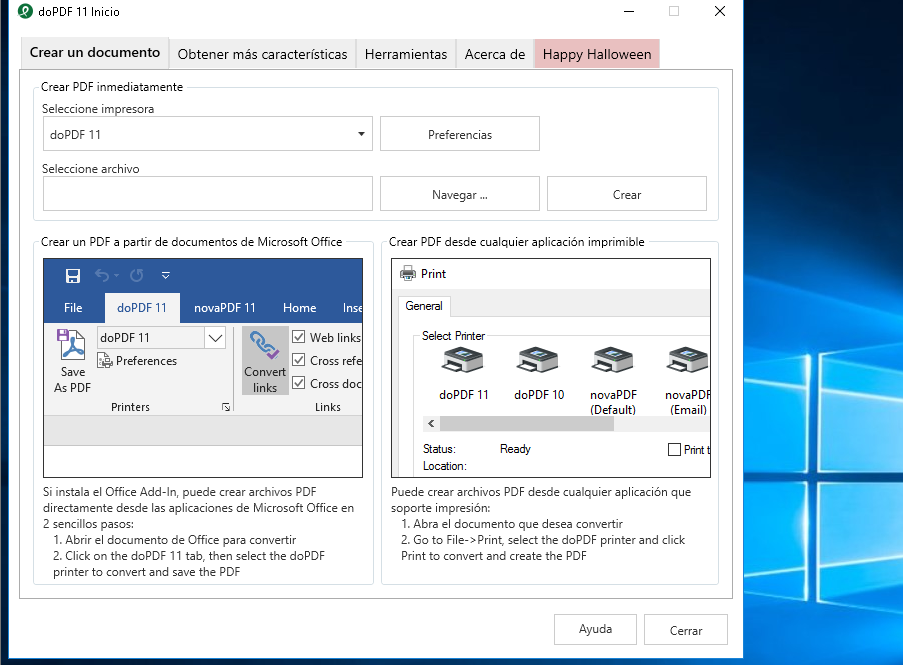 doPDF 11 Inicio
Crear un documento
Obtener más características
Herramientas
Acerca de
Happy Halloween
Crear PDF inmediatamente
Seleccione impresora
doPDF 11
Preferencias
Seleccione archivo
Navegar ...
Crear
Crear un PDF a partir de documentos de Microsoft Office
File
doPDF 11
novaPDF 11
Home
Inse
Save
As PDF
doPDF 11
Preferences
Printers
Convert
links
Web links
Cross refe
Cross doc
Links
Si instala el Office Add-In, puede crear archivos PDF
directamente desde las aplicaciones de Microsoft Office en
2 sencillos pasos:
1. Abrir el documento de Office para convertir
2. Click on the doPDF 11 tab, then select the doPDF
printer to convert and save the PDF
Crear PDF desde cualquier aplicación imprimible
Print
General
Select Printer
doPDF 11
doPDF 10
novaPDF
(Default)
novaPDF
(Email)
Status:
Ready
Print t
Location:
Puede crear archivos PDF desde cualquier aplicación que
soporte impresión:
1. Abra el documento que desea convertir
2. Go to File->Print, select the doPDF printer and click
Print to convert and create the PDF
Ayuda
Cerrar